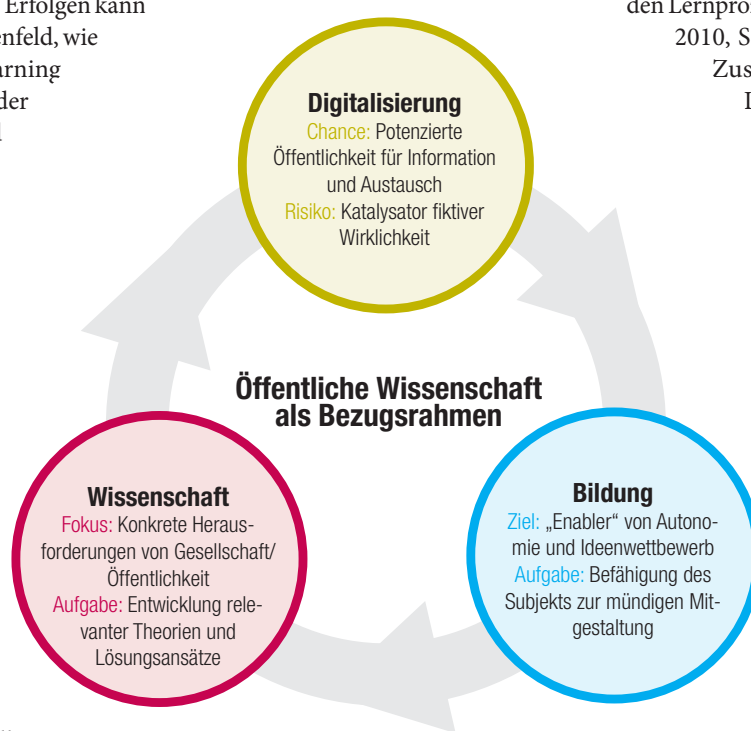 Erfolgen kann
enfeld, wie
arning
der
den Lernpro
2010, S
Zus
Digitalisierung
Chance: Potenzierte
Öffentlichkeit für Information
und Austausch
Risiko: Katalysator fiktiver
Wirklichkeit
Öffentliche Wissenschaft
als Bezugsrahmen
Wissenschaft
Fokus: Konkrete Heraus-
forderungen von Gesellschaft/
Öffentlichkeit
Aufgabe: Entwicklung rele-
vanter Theorien und
Lösungsansätze
Bildung
Ziel: „Enabler“ von Autono-
mie und Ideenwettbewerb
Aufgabe: Befähigung des
Subjekts zur mündigen Mit-
gestaltung